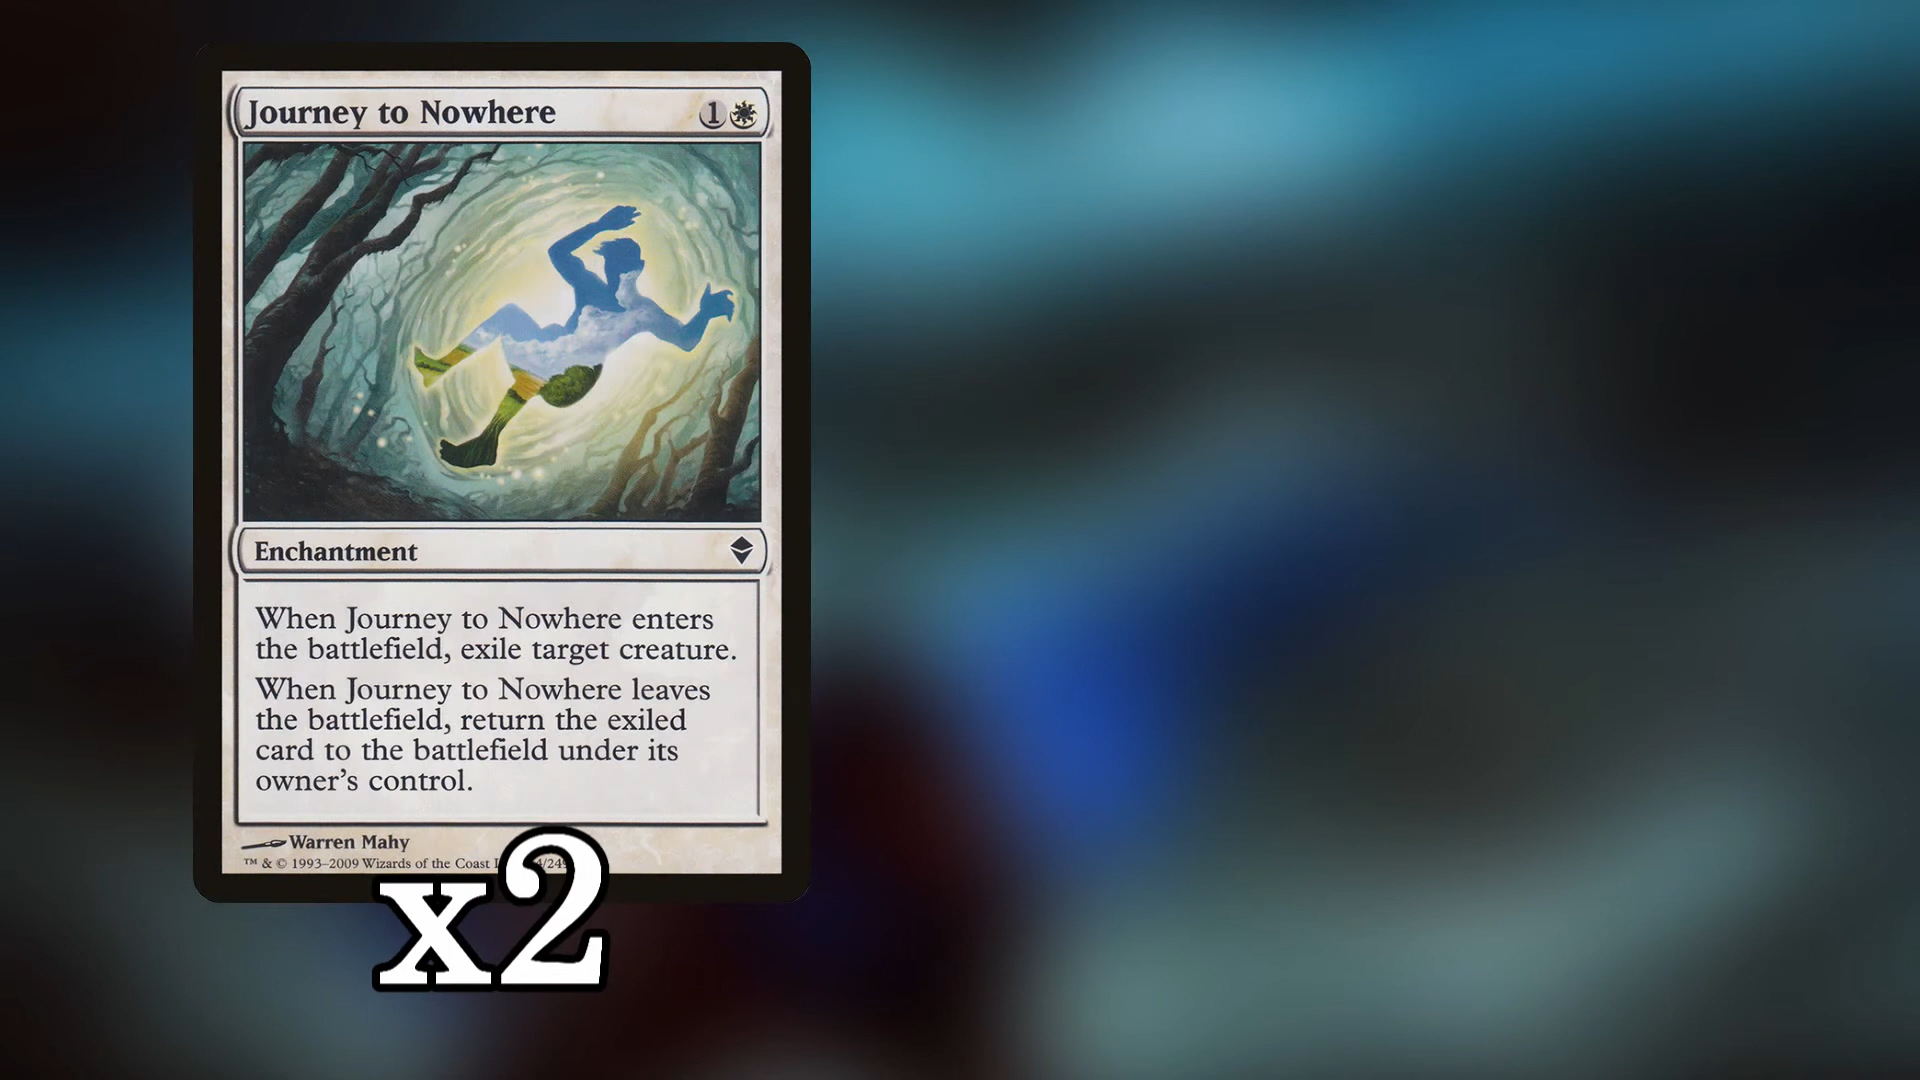 Journey to Nowhere 1
Enchantment
When Journey to Nowhere enters
the battlefield, exile target creature.
When Journey to Nowhere leaves
the battlefield, return the exiled
card to the battlefield under its
owner's control.
Warren Mahy
™ & © 1993–2009 Wizards of the Coast
x2